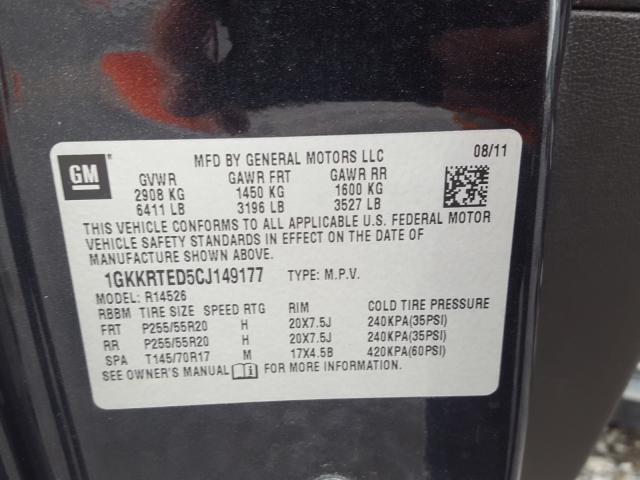 MFD BY GENERAL MOTORS LLC 08/11
GM GVWR GAWR FRT GAWR RR
2908 KG 1450 KG 1600 KG
6411 LB 3196 LB 3527 LB
THIS VEHICLE CONFORMS TO ALL APPLICABLE U.S. FEDERAL MOTOR
VEHICLE SAFETY STANDARDS IN EFFECT ON THE DATE OF
MANUFACTURE SHOWN ABOVE.
1GKKRTED5CJ149177 TYPE: M.P.V.
MODEL: R14526
RBBM TIRE SIZE SPEED RTG RIM COLD TIRE PRESSURE
FRT P255/55R20 H 20X7.5J 240KPA(35PSI)
RR P255/55R20 H 20X7.5J 240KPA(35PSI)
SPA T145/70R17 M 17X4.5B 420KPA(60PSI)
SEE OWNER'S MANUAL FOR MORE INFORMATION.